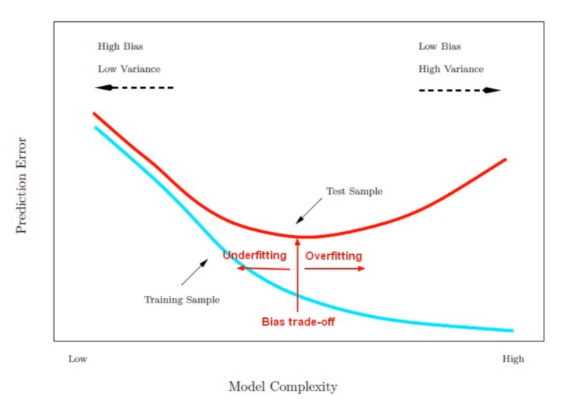 High Bias
Low Variance
Low Bias
High Variance
Prediction Error
Test Sample
Underfitting
Overfitting
Training Sample
Bias trade-off
Low
High
Model Complexity